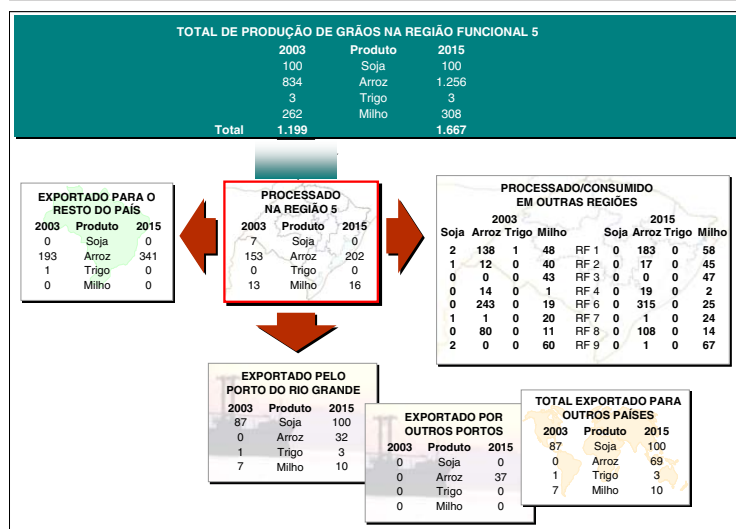 TOTAL DE PRODUÇÃO DE GRÃOS NA REGIÃO FUNCIONAL 5
2003 Produto 2015
100 Soja 100
834 Arroz 1.256
3 Trigo 3
262 Milho 308
Total 1.199 1.667
EXPORTADO PARA O
RESTO DO PAÍS
2003 Produto 2015
0 Soja 0
193 Arroz 341
1 Trigo 0
0 Milho 0
PROCESSADO
NA REGIÃO 5
2003 Produto 2015
7 Soja 0
153 Arroz 202
0 Trigo 0
13 Milho 16
PROCESSADO/CONSUMIDO
EM OUTRAS REGIÕES
2003 2015
Soja Arroz Trigo Milho Soja Arroz Trigo Milho
2 138 1 48 RF 1 0 183 0 58
1 12 0 40 RF 2 0 17 0 45
0 0 0 43 RF 3 0 0 0 47
0 14 0 1 RF 4 0 19 0 2
0 243 0 19 RF 6 0 315 0 25
1 1 0 20 RF 7 0 1 0 24
0 80 0 11 RF 8 0 108 0 14
2 0 0 60 RF 9 0 1 0 67
EXPORTADO PELO
PORTO DO RIO GRANDE
2003 Produto 2015
87 Soja 100
0 Arroz 32
1 Trigo 3
7 Milho 10
EXPORTADO POR
OUTROS PORTOS
2003 Produto 2015
0 Soja 0
0 Arroz 37
0 Trigo 0
0 Milho 0
TOTAL EXPORTADO PARA
OUTROS PAÍSES
2003 Produto 2015
87 Soja 100
0 Arroz 69
1 Trigo 3
7 Milho 10